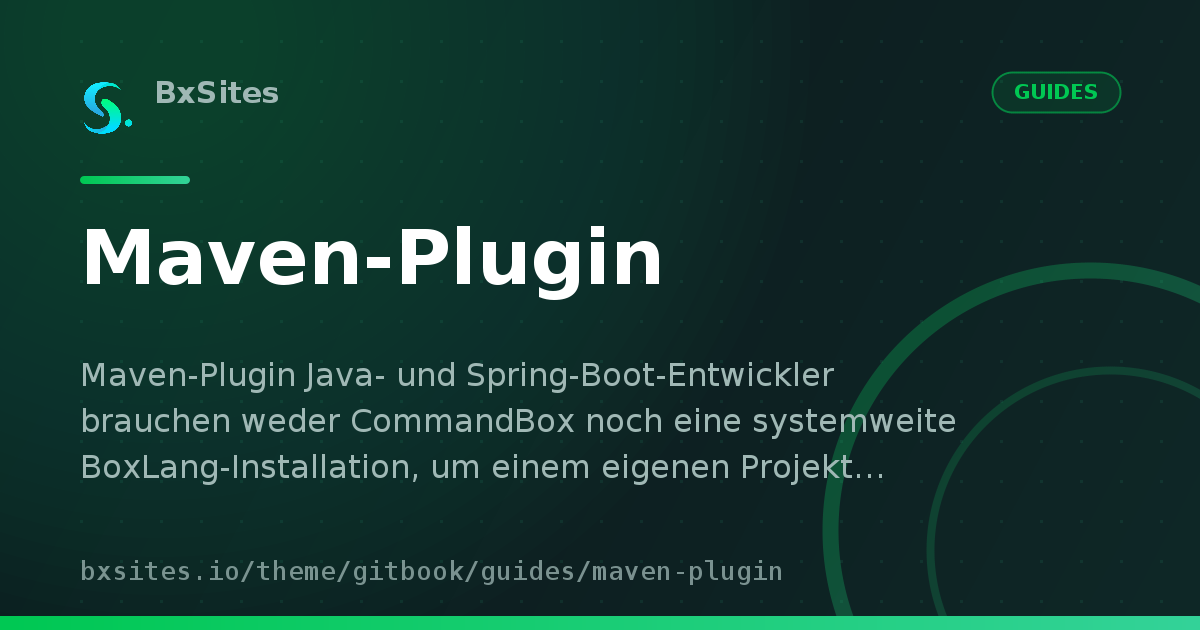 BxSites
GUIDES
Maven-Plugin
Maven-Plugin Java- und Spring-Boot-Entwickler
brauchen weder CommandBox noch eine systemweite
BoxLang-Installation, um einem eigenen Projekt…
bxsites.io/theme/gitbook/guides/maven-plugin